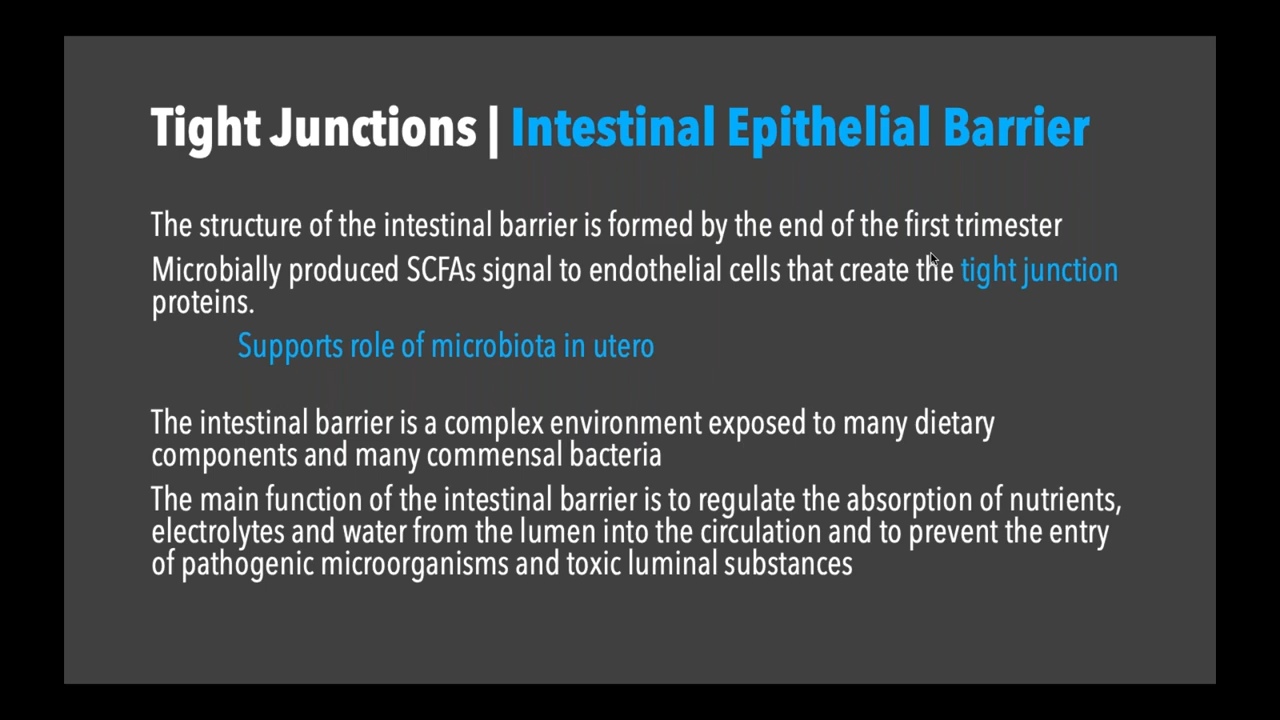 Tight Junctions | Intestinal Epithelial Barrier
The structure of the intestinal barrier is formed by the end of the first trimester
Microbially produced SCFAs signal to endothelial cells that create the tight junction
proteins.
Supports role of microbiota in utero
The intestinal barrier is a complex environment exposed to many dietary
components and many commensal bacteria
The main function of the intestinal barrier is to regulate the absorption of nutrients,
electrolytes and water from the lumen into the circulation and to prevent the entry
of pathogenic microorganisms and toxic luminal substances